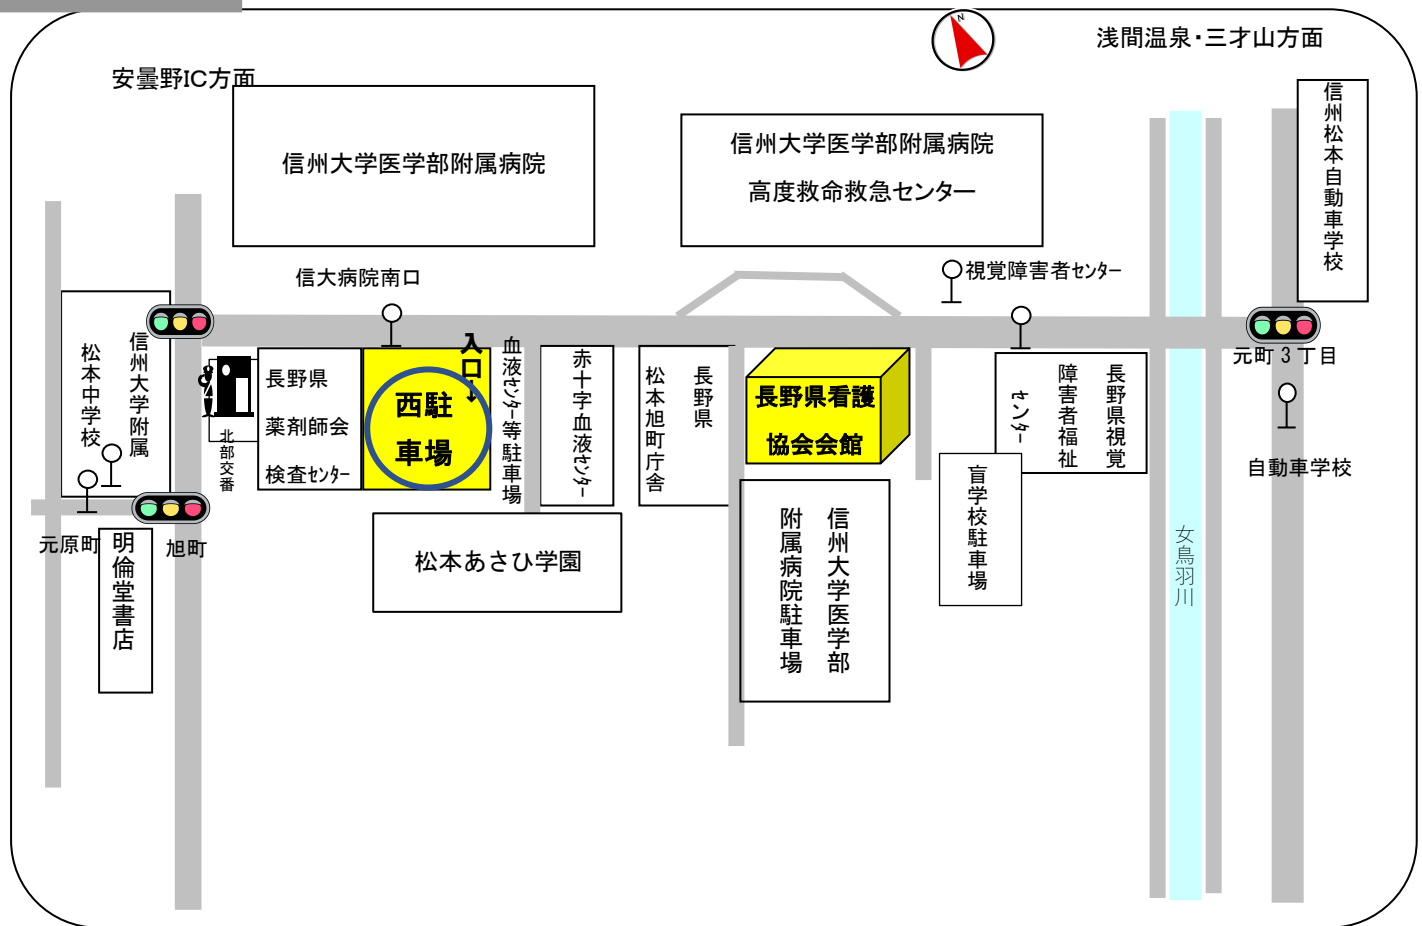 N
浅間温泉・三才山方面
安曇野IC方面
信州大学医学部附属病院
信州大学医学部附属病院
高度救命救急センター
信州松本自動車学校
信大病院南口
視覚障害者センター
信州大学附属
松本中学校
北部交番
長野県
薬剤師会
検査センター
西駐
車場
入口↓
血液センター等駐車場
赤十字血液センター
長野県
松本旭町庁舎
長野県看護
協会会館
長野県視覚
障害者福祉
センター
元町3丁目
自動車学校
盲学校駐車場
元原町
旭町
明倫堂書店
松本あさひ学園
信州大学医学部
附属病院駐車場
女鳥羽川